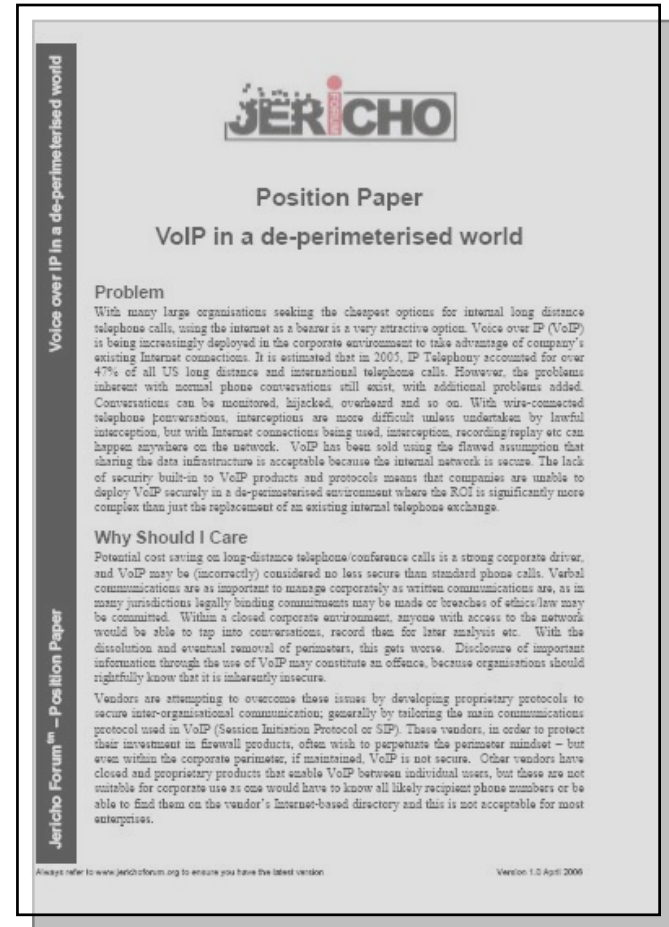 Voice over IP in a de-perimeterised world
Jericho Forum™ – Position Paper
JERICHO
FORUM
Position Paper
VoIP in a de-perimeterised world
Problem
With many large organisations seeking the cheapest options for internal long distance
telephone calls, using the internet as a bearer is a very attractive option. Voice over IP (VoIP)
is being increasingly deployed in the corporate environment to take advantage of company's
existing Internet connections. It is estimated that in 2005, IP Telephony accounted for over
47% of all US long distance and international telephone calls. However, the problems
inherent with normal phone conversations still exist, with additional problems added.
Conversations can be monitored, hijacked, overheard and so on. With wire-connected
telephone conversations, interceptions are more difficult unless undertaken by lawful
interception, but with Internet connections being used, interception, recording/replay etc can
happen anywhere on the network. VoIP has been sold using the flawed assumption that
sharing the data infrastructure is acceptable because the internal network is secure. The lack
of security built-in to VoIP products and protocols means that companies are unable to
deploy VoIP securely in a de-perimeterised environment where the ROI is significantly more
complex than just the replacement of an existing internal telephone exchange.
Why Should I Care
Potential cost saving on long-distance telephone/conference calls is a strong corporate driver,
and VoIP may be (incorrectly) considered no less secure than standard phone calls. Verbal
communications are as important to manage corporately as written communications are, as in
many jurisdictions legally binding commitments may be made or breaches of ethics/law may
be committed. Within a closed corporate environment, anyone with access to the network
would be able to tap into conversations, record then for later analysis etc. With the
dissolution and eventual removal of perimeters, this gets worse. Disclosure of important
information through the use of VoIP may constitute an offence, because organisations should
rightfully know that it is inherently insecure.
Vendors are attempting to overcome these issues by developing proprietary protocols to
secure inter-organisational communication; generally by tailoring the main communications
protocol used in VoIP (Session Initiation Protocol or SIP). These vendors, in order to protect
their investment in firewall products, often wish to perpetuate the perimeter mindset – but
even within the corporate perimeter, if maintained, VoIP is not secure. Other vendors have
closed and proprietary products that enable VoIP between individual users, but these are not
suitable for corporate use as one would have to know all likely recipient phone numbers or be
able to find them on the vendor's Internet-based directory and this is not acceptable for most
enterprises.
Always refer to www.jerichoforum.org to ensure you have the latest version
Version 1.0 April 2006